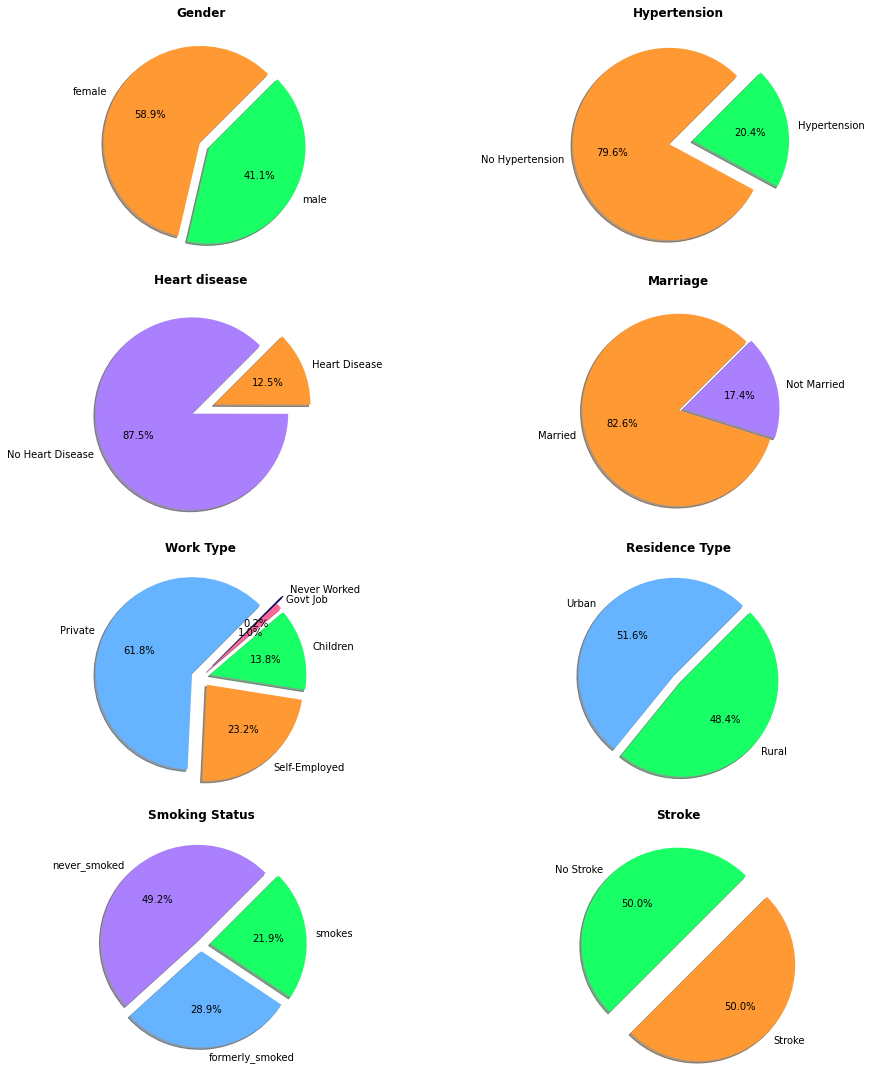 Gender
female
58.9%
41.1%
male
Hypertension
Hypertension
20.4%
79.6%
No Hypertension
Heart disease
Heart Disease
12.5%
87.5%
No Heart Disease
Marriage
Not Married
17.4%
82.6%
Married
Work Type
Never Worked
Govt Job
0.2%
1.0%
Private
61.8%
Children
13.8%
23.2%
Self-Employed
Residence Type
Urban
51.6%
48.4%
Rural
Smoking Status
never_smoked
49.2%
smokes
21.9%
28.9%
formerly_smoked
Stroke
No Stroke
50.0%
50.0%
Stroke